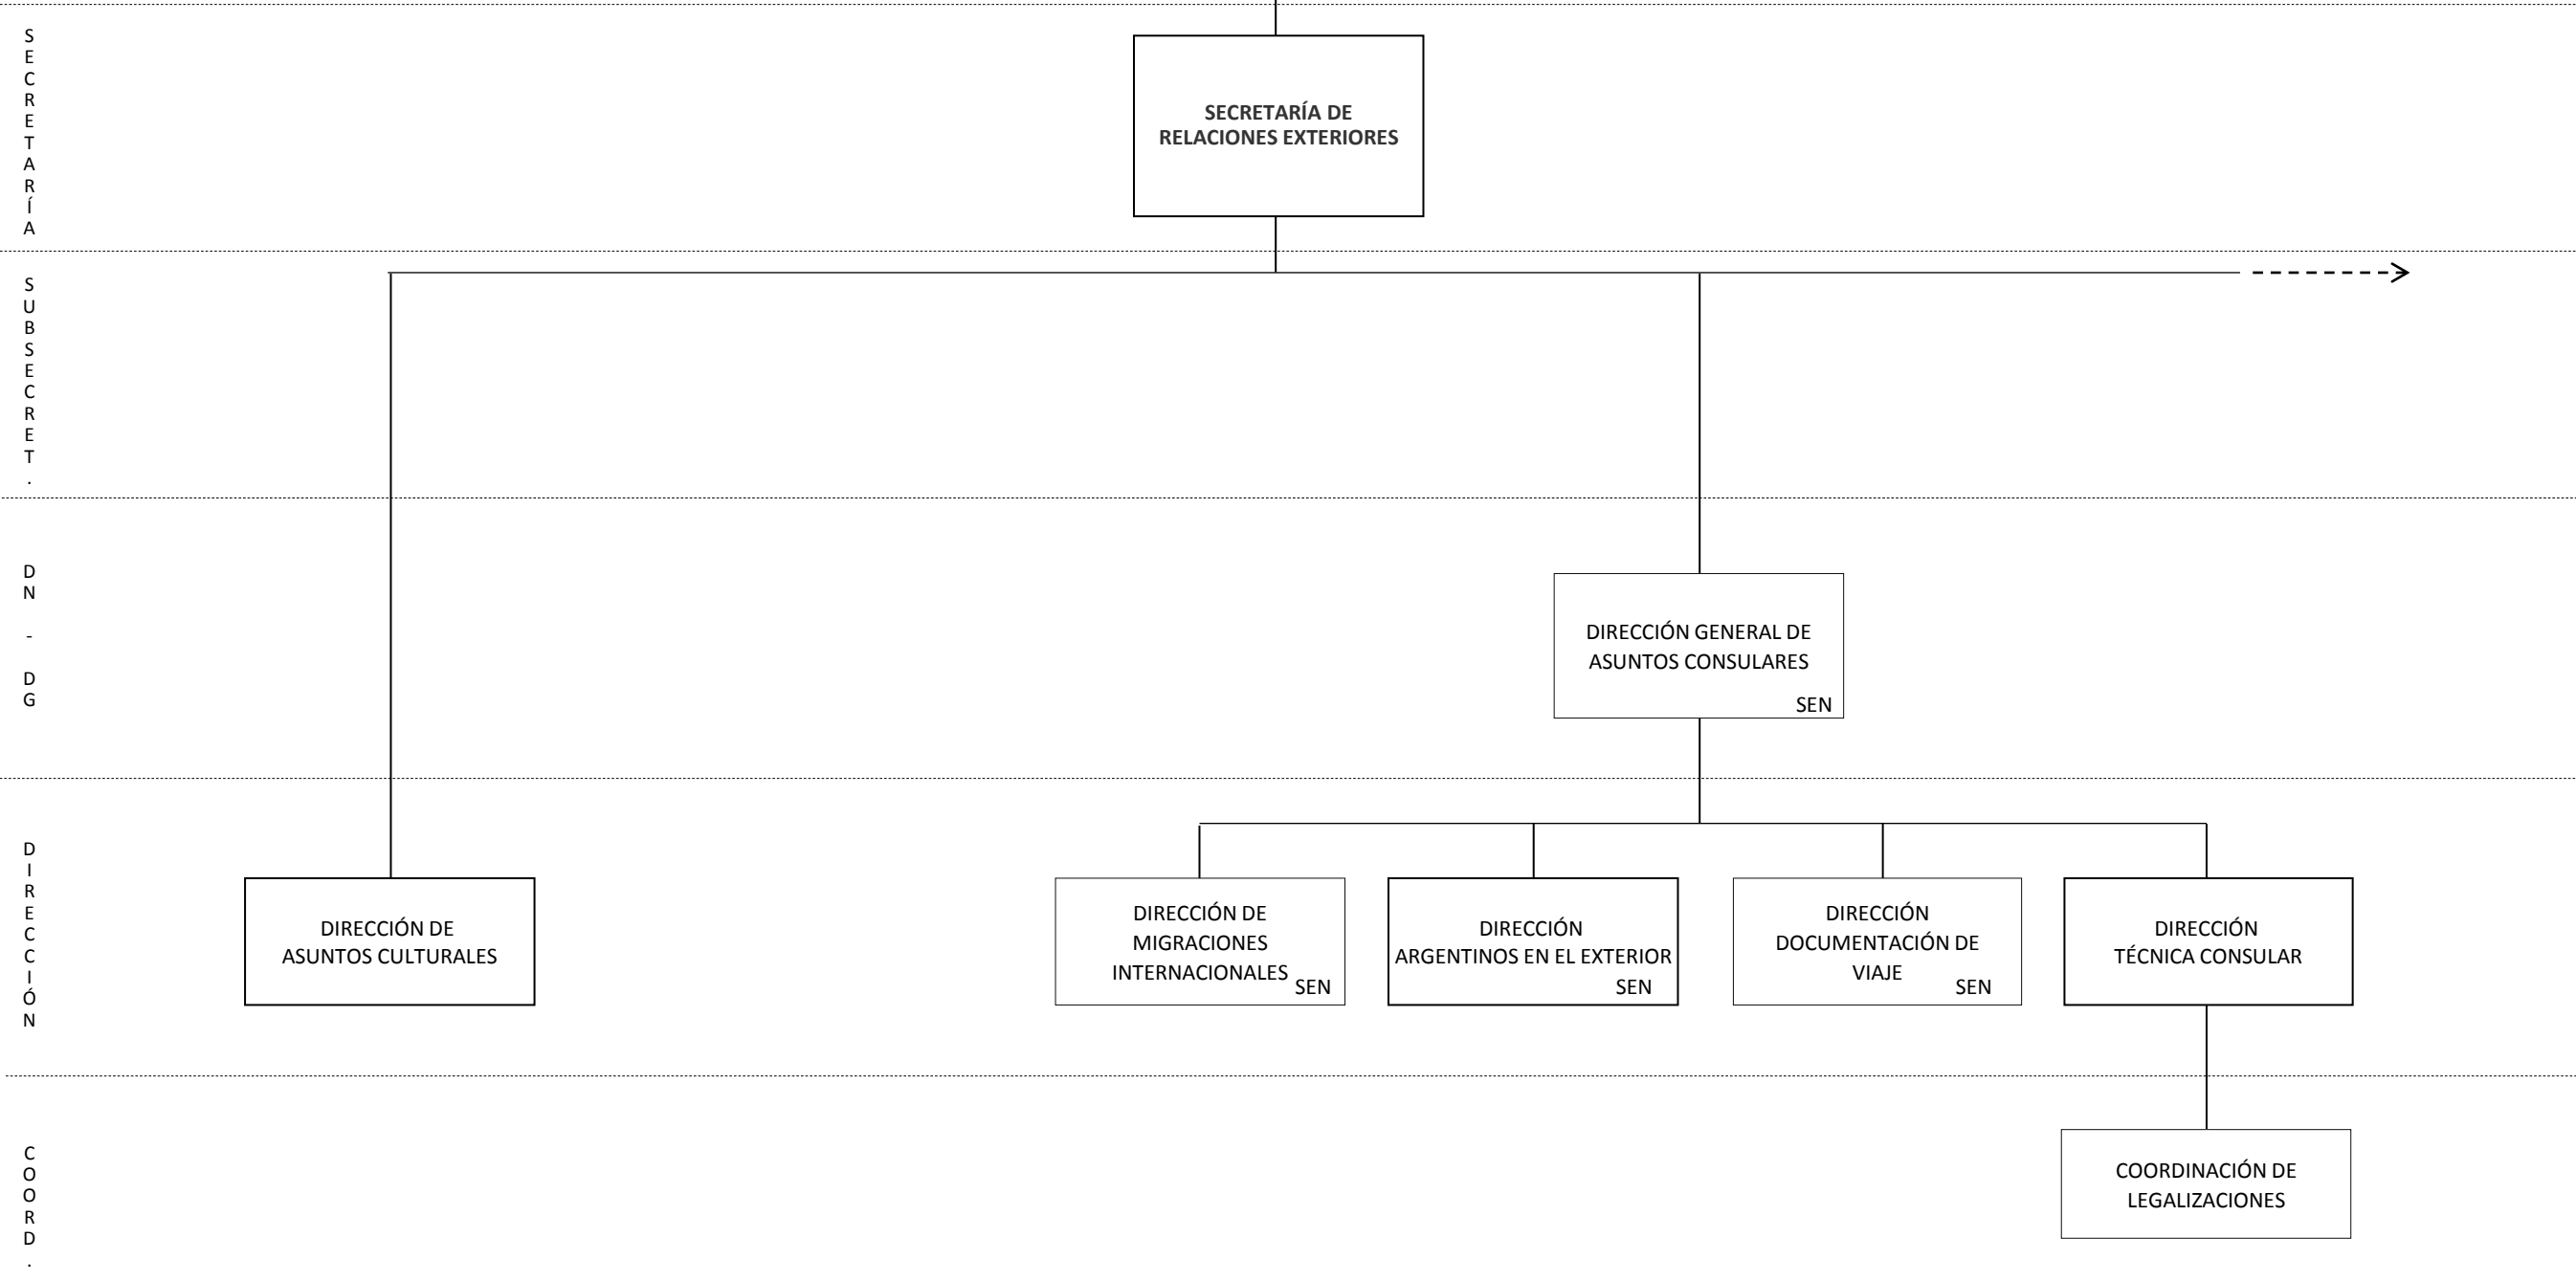 SECRETARÍA
SECRETARÍA DE
RELACIONES EXTERIORES
SUBSECRET.
DN - DG
DIRECCIÓN GENERAL DE
ASUNTOS CONSULARES
SEN
DIRECCIÓN
DIRECCIÓN DE
ASUNTOS CULTURALES
DIRECCIÓN DE
MIGRACIONES
INTERNACIONALES
SEN
DIRECCIÓN
ARGENTINOS EN EL EXTERIOR
SEN
DIRECCIÓN
DOCUMENTACIÓN DE
VIAJE
SEN
DIRECCIÓN
TÉCNICA CONSULAR
COORD.
COORDINACIÓN DE
LEGALIZACIONES